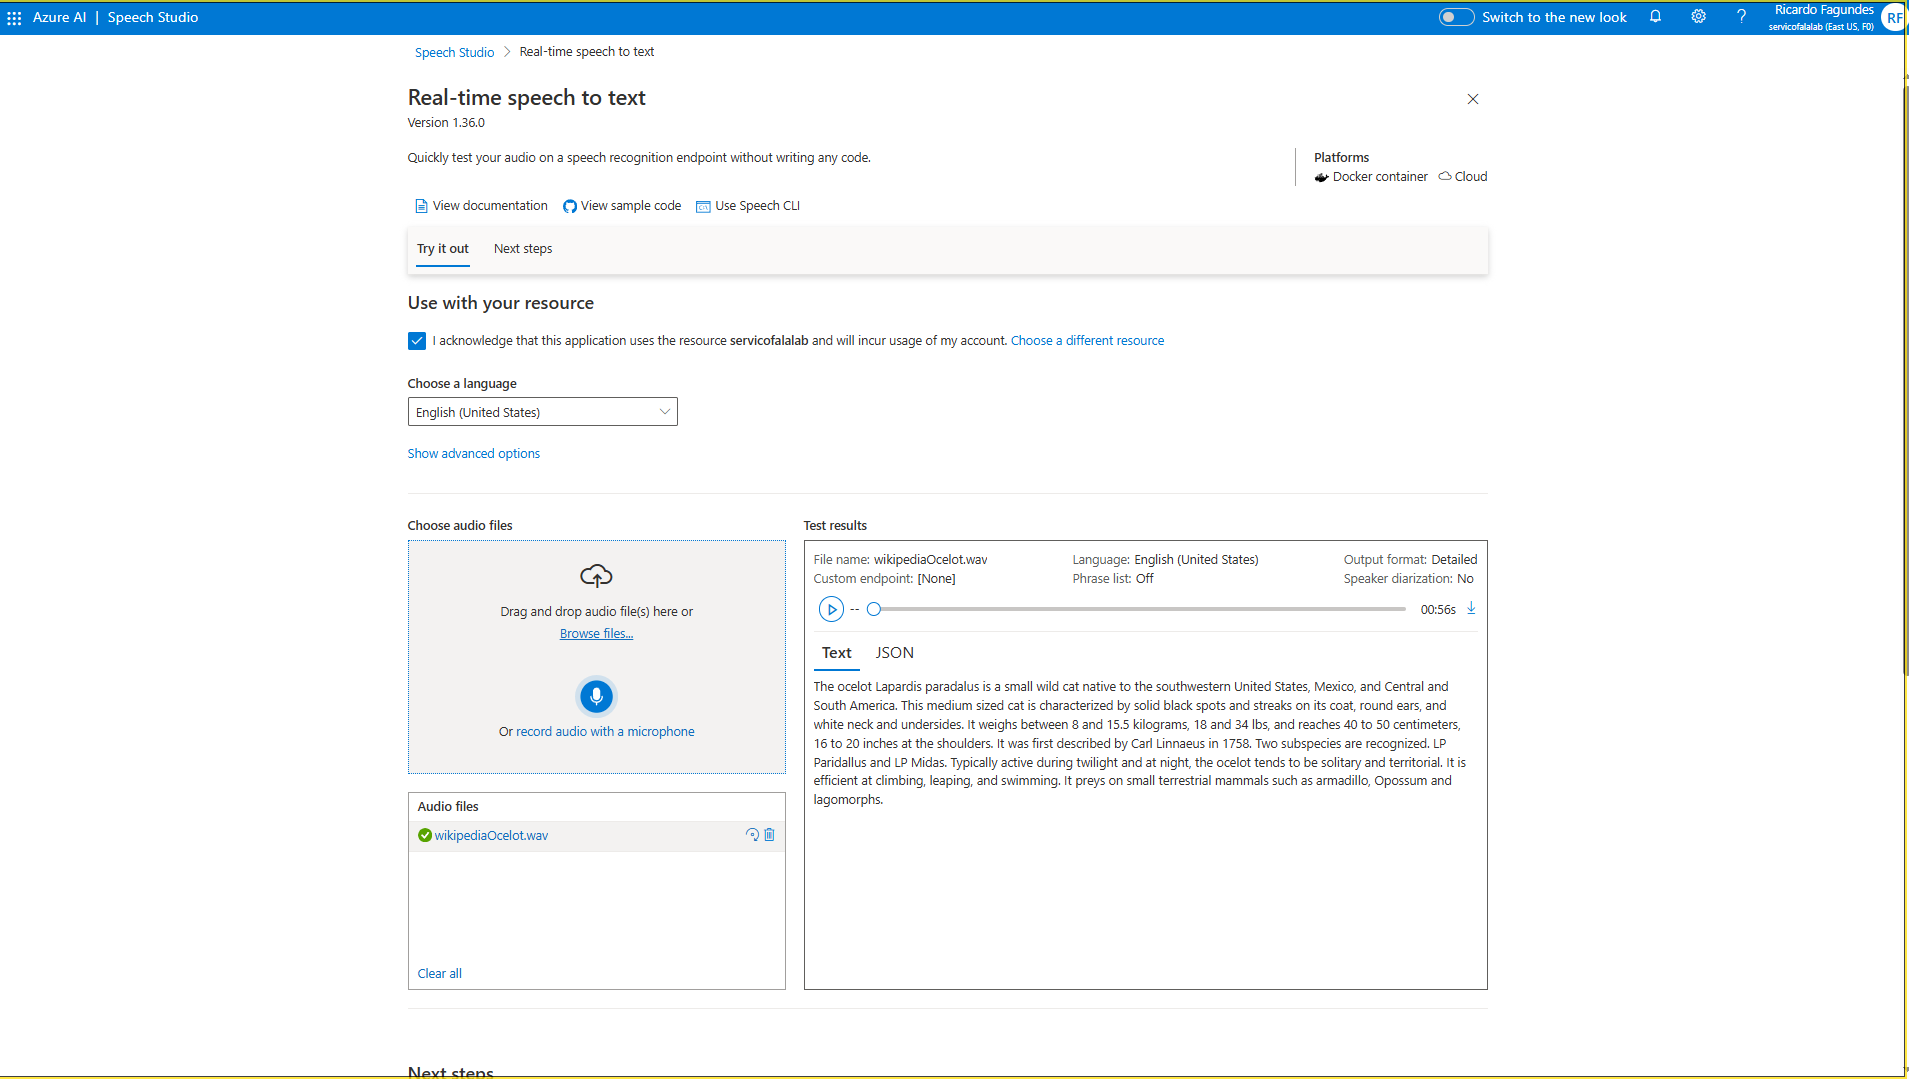 Azure AI | Speech Studio
Switch to the new look
?
Ricardo Fagundes
servicofalalab (East US, F0)
RF
Speech Studio > Real-time speech to text
Real-time speech to text
Version 1.36.0
Quickly test your audio on a speech recognition endpoint without writing any code.
Platforms
Docker container Cloud
View documentation View sample code Use Speech CLI
Try it out Next steps
Use with your resource
I acknowledge that this application uses the resource servicofalalab and will incur usage of my account. Choose a different resource
Choose a language
English (United States)
Show advanced options
Choose audio files
Drag and drop audio file(s) here or
Browse files...
Or record audio with a microphone
Audio files
wikipediaOcelot.wav
Clear all
Test results
File name: wikipediaOcelot.wav Language: English (United States) Output format: Detailed
Custom endpoint: [None] Phrase list: Off Speaker diarization: No
-- 00:56s
Text JSON
The ocelot Lapardis paradalus is a small wild cat native to the southwestern United States, Mexico, and Central and
South America. This medium sized cat is characterized by solid black spots and streaks on its coat, round ears, and
white neck and undersides. It weighs between 8 and 15.5 kilograms, 18 and 34 lbs, and reaches 40 to 50 centimeters,
16 to 20 inches at the shoulders. It was first described by Carl Linnaeus in 1758. Two subspecies are recognized. LP
Paridallus and LP Midas. Typically active during twilight and at night, the ocelot tends to be solitary and territorial. It is
efficient at climbing, leaping, and swimming. It preys on small terrestrial mammals such as armadillo, Opossum and
lagomorphs.
Next steps